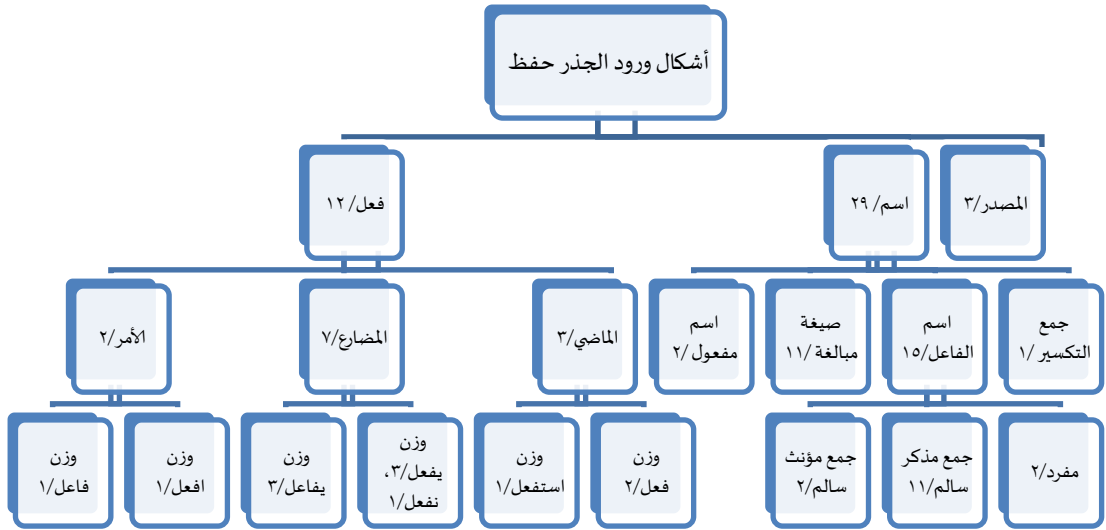 أشكال ورود الجذر حفظ
المصدر/٣
اسم/ ٢٩
فعل/ ١٢
جمع
التكسير /١
اسم
الفاعل/١٥
صيغة
مبالغة /١١
اسم
مفعول /٢
الماضي/٣
المضارع/٧
الأمر/٢
مفرد/٢
جمع مذكر
سالم/١١
جمع مؤنث
سالم/٢
وزن
فعل/٢
وزن
استفعل/١
وزن
يفعل/٣،
نفعل/١
وزن
يفاعل/٣
وزن
افعل/١
وزن
فاعل/١